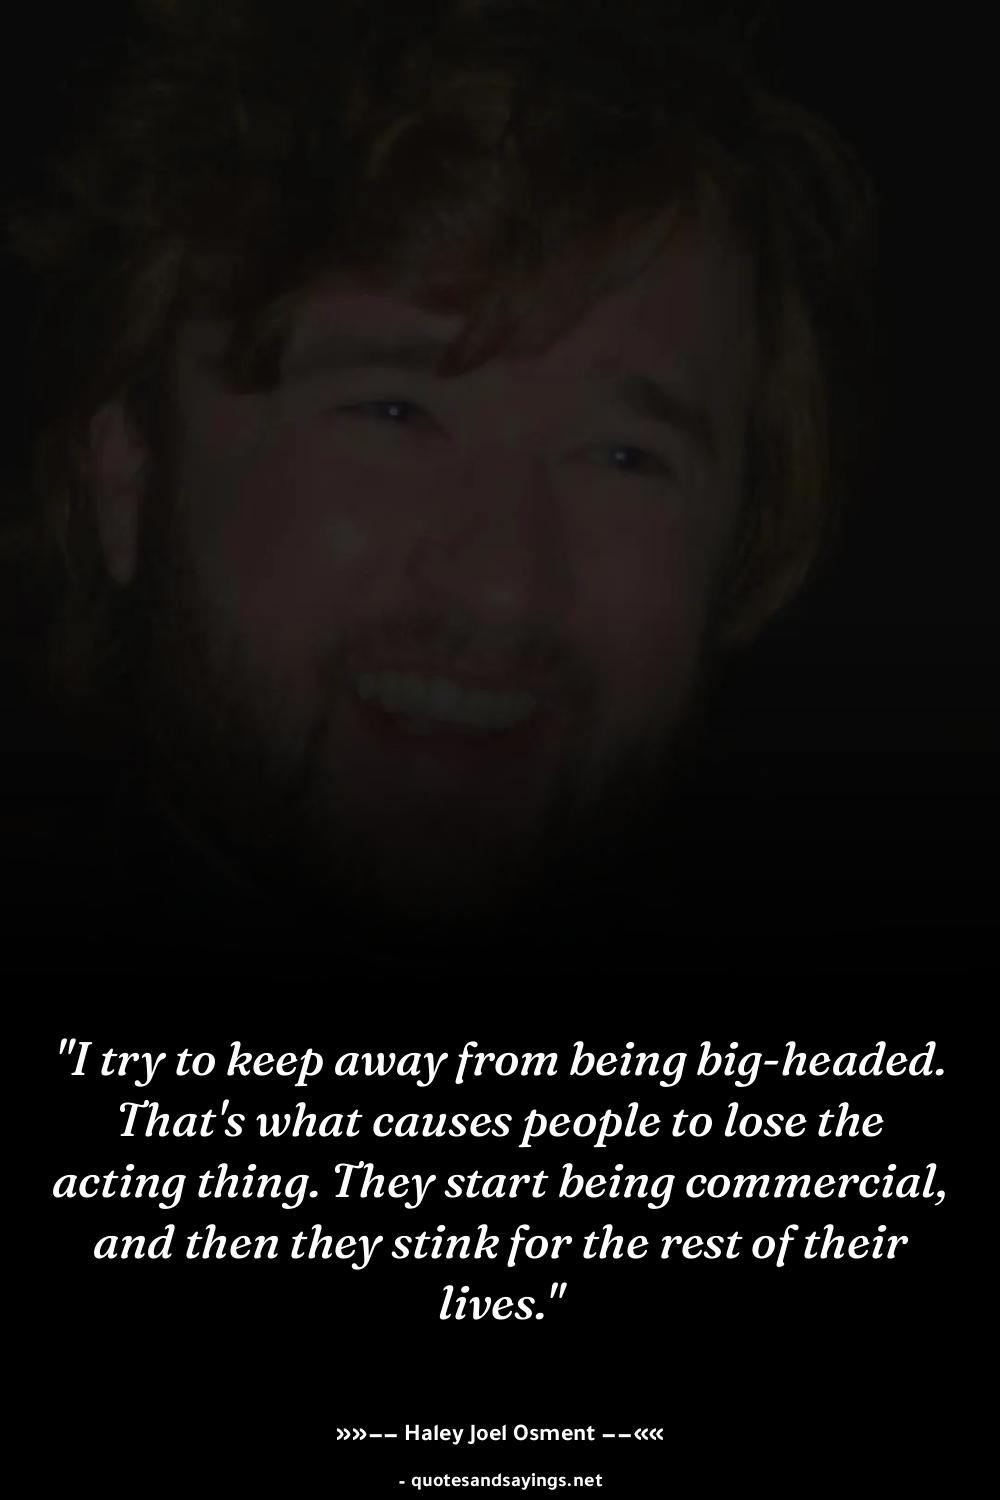 "I try to keep away from being big-headed.
That's what causes people to lose the
acting thing. They start being commercial,
and then they stink for the rest of their
lives."
»»−− Haley Joel Osment −−««
- quotesandsayings.net